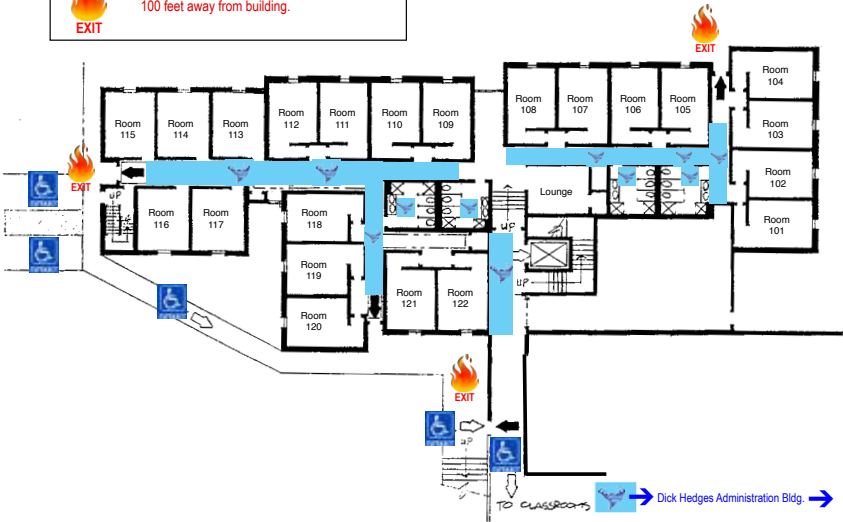 100 feet away from building.
EXIT
EXIT
Room
104
Room
115
Room
114
Room
113
Room
112
Room
111
Room
110
Room
109
Room
108
Room
107
Room
106
Room
105
Room
103
EXIT
Room
102
Lounge
UP
Room
116
Room
117
Room
118
Room
101
UP
Room
119
UP
Room
121
Room
122
Room
120
EXIT
UP
TO CLASSROOMS
Dick Hedges Administration Bldg.